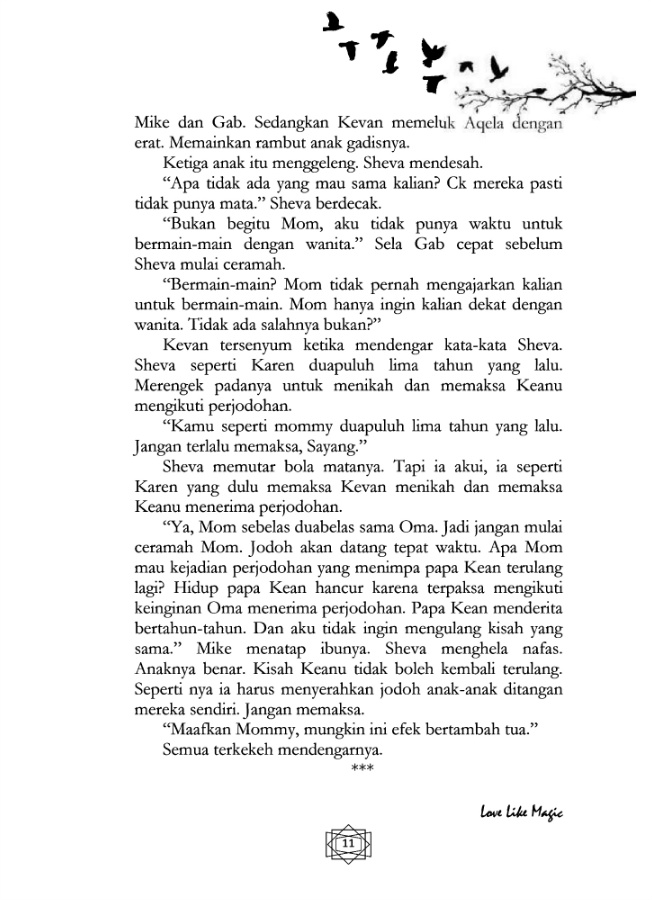 Mike dan Gab. Sedangkan Kevan memeluk Aqela dengan
erat. Memainkan rambut anak gadisnya.
Ketiga anak itu menggeleng. Sheva mendesah.
“Apa tidak ada yang mau sama kalian? Ck mereka pasti
tidak punya mata.” Sheva berdecak.
“Bukan begitu Mom, aku tidak punya waktu untuk
bermain-main dengan wanita.” Sela Gab cepat sebelum
Sheva mulai ceramah.
“Bermain-main? Mom tidak pernah mengajarkan kalian
untuk bermain-main. Mom hanya ingin kalian dekat dengan
wanita. Tidak ada salahnya bukan?”
Kevan tersenyum ketika mendengar kata-kata Sheva.
Sheva seperti Karen duapuluh lima tahun yang lalu.
Merengek padanya untuk menikah dan memaksa Keanu
mengikuti perjodohan.
“Kamu seperti mommy duapuluh lima tahun yang lalu.
Jangan terlalu memaksa, Sayang.”
Sheva memutar bola matanya. Tapi ia akui, ia seperti
Karen yang dulu memaksa Kevan menikah dan memaksa
Keanu menerima perjodohan.
“Ya, Mom sebelas duabelas sama Oma. Jadi jangan mulai
ceramah Mom. Jodoh akan datang tepat waktu. Apa Mom
mau kejadian perjodohan yang menimpa papa Kean terulang
lagi? Hidup papa Kean hancur karena terpaksa mengikuti
keinginan Oma menerima perjodohan. Papa Kean menderita
bertahun-tahun. Dan aku tidak ingin mengulang kisah yang
sama.” Mike menatap ibunya. Sheva menghela nafas.
Anaknya benar. Kisah Keanu tidak boleh kembali terulang.
Seperti nya ia harus menyerahkan jodoh anak-anak ditangan
mereka sendiri. Jangan memaksa.
“Maafkan Mommy, mungkin ini efek bertambah tua.”
Semua terkekeh mendengarnya.
***
Love Like Magic
11